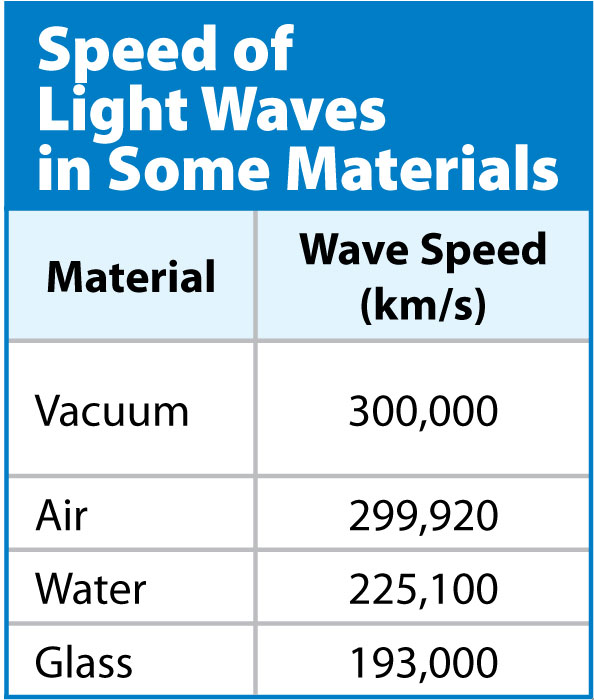 Speed of
Light Waves
in Some Materials
Material
Wave Speed
(km/s)
Vacuum 300,000
Air 299,920
Water 225,100
Glass 193,000